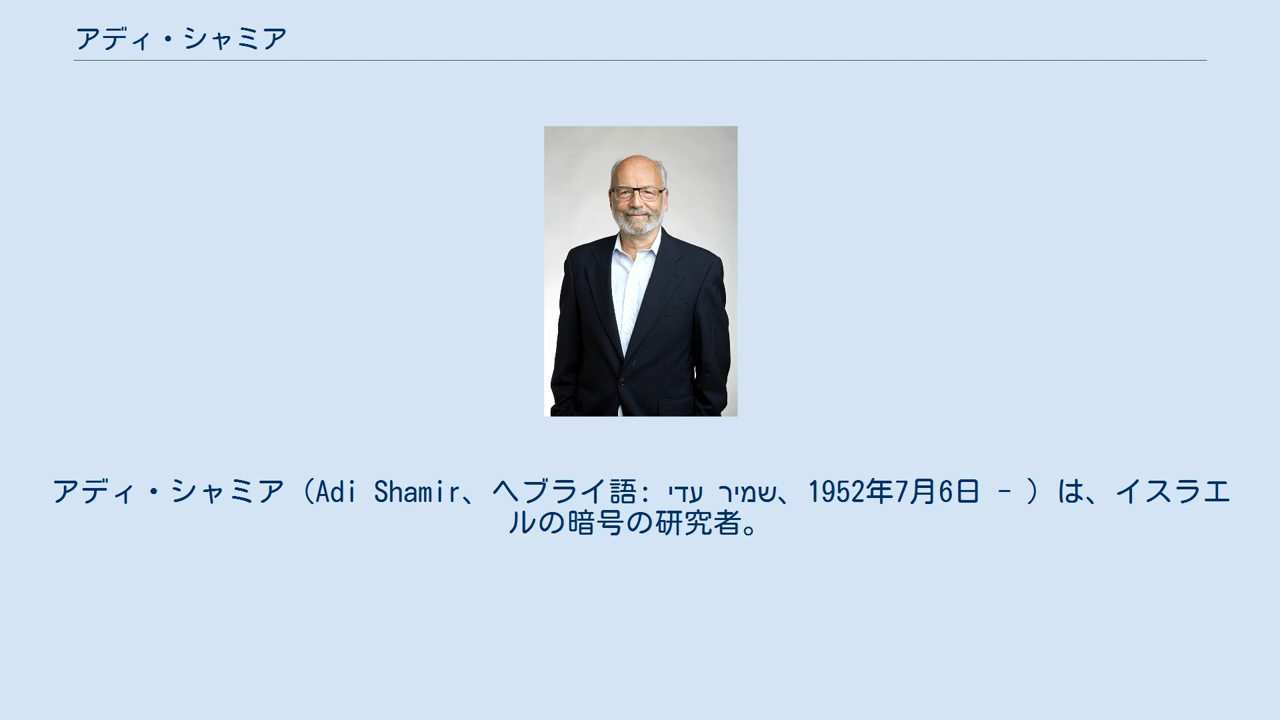 アディ・シャミア
アディ・シャミア（Adi Shamir、ヘブライ語: עדי שמיר‎、1952年7月6日 - ）は、イスラエ
ルの暗号の研究者。